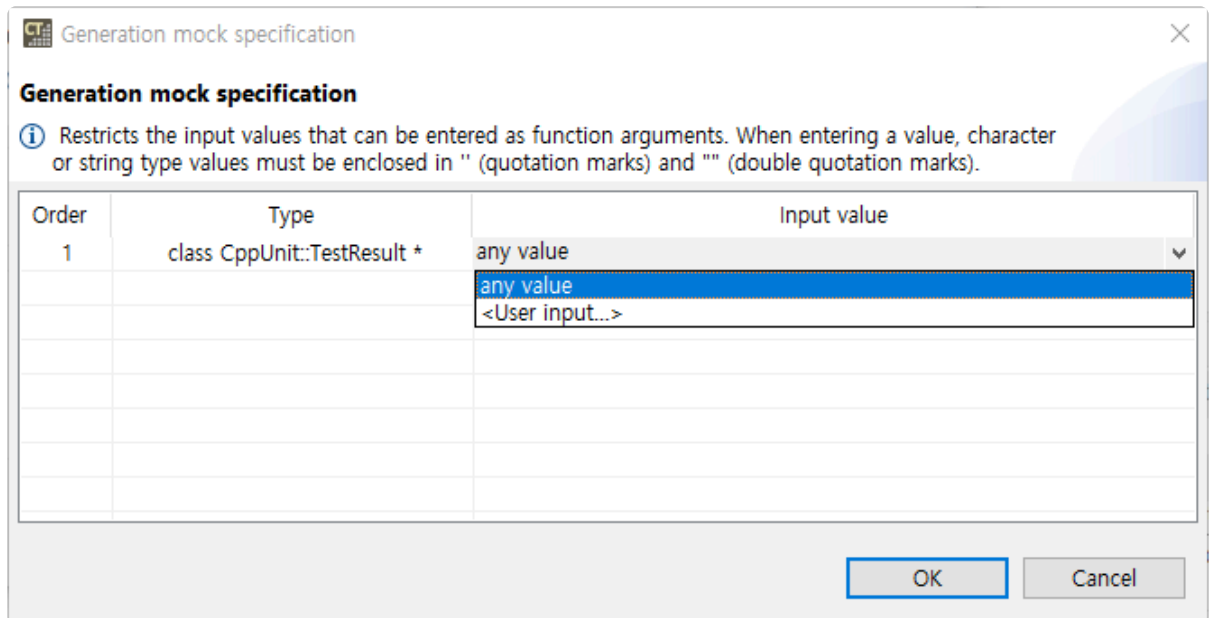 CT Generation mock specification
Generation mock specification
Restricts the input values that can be entered as function arguments. When entering a value, character
or string type values must be enclosed in '' (quotation marks) and "" (double quotation marks).
Order Type Input value
1 class CppUnit::TestResult * any value
any value
<User input...>
OK Cancel